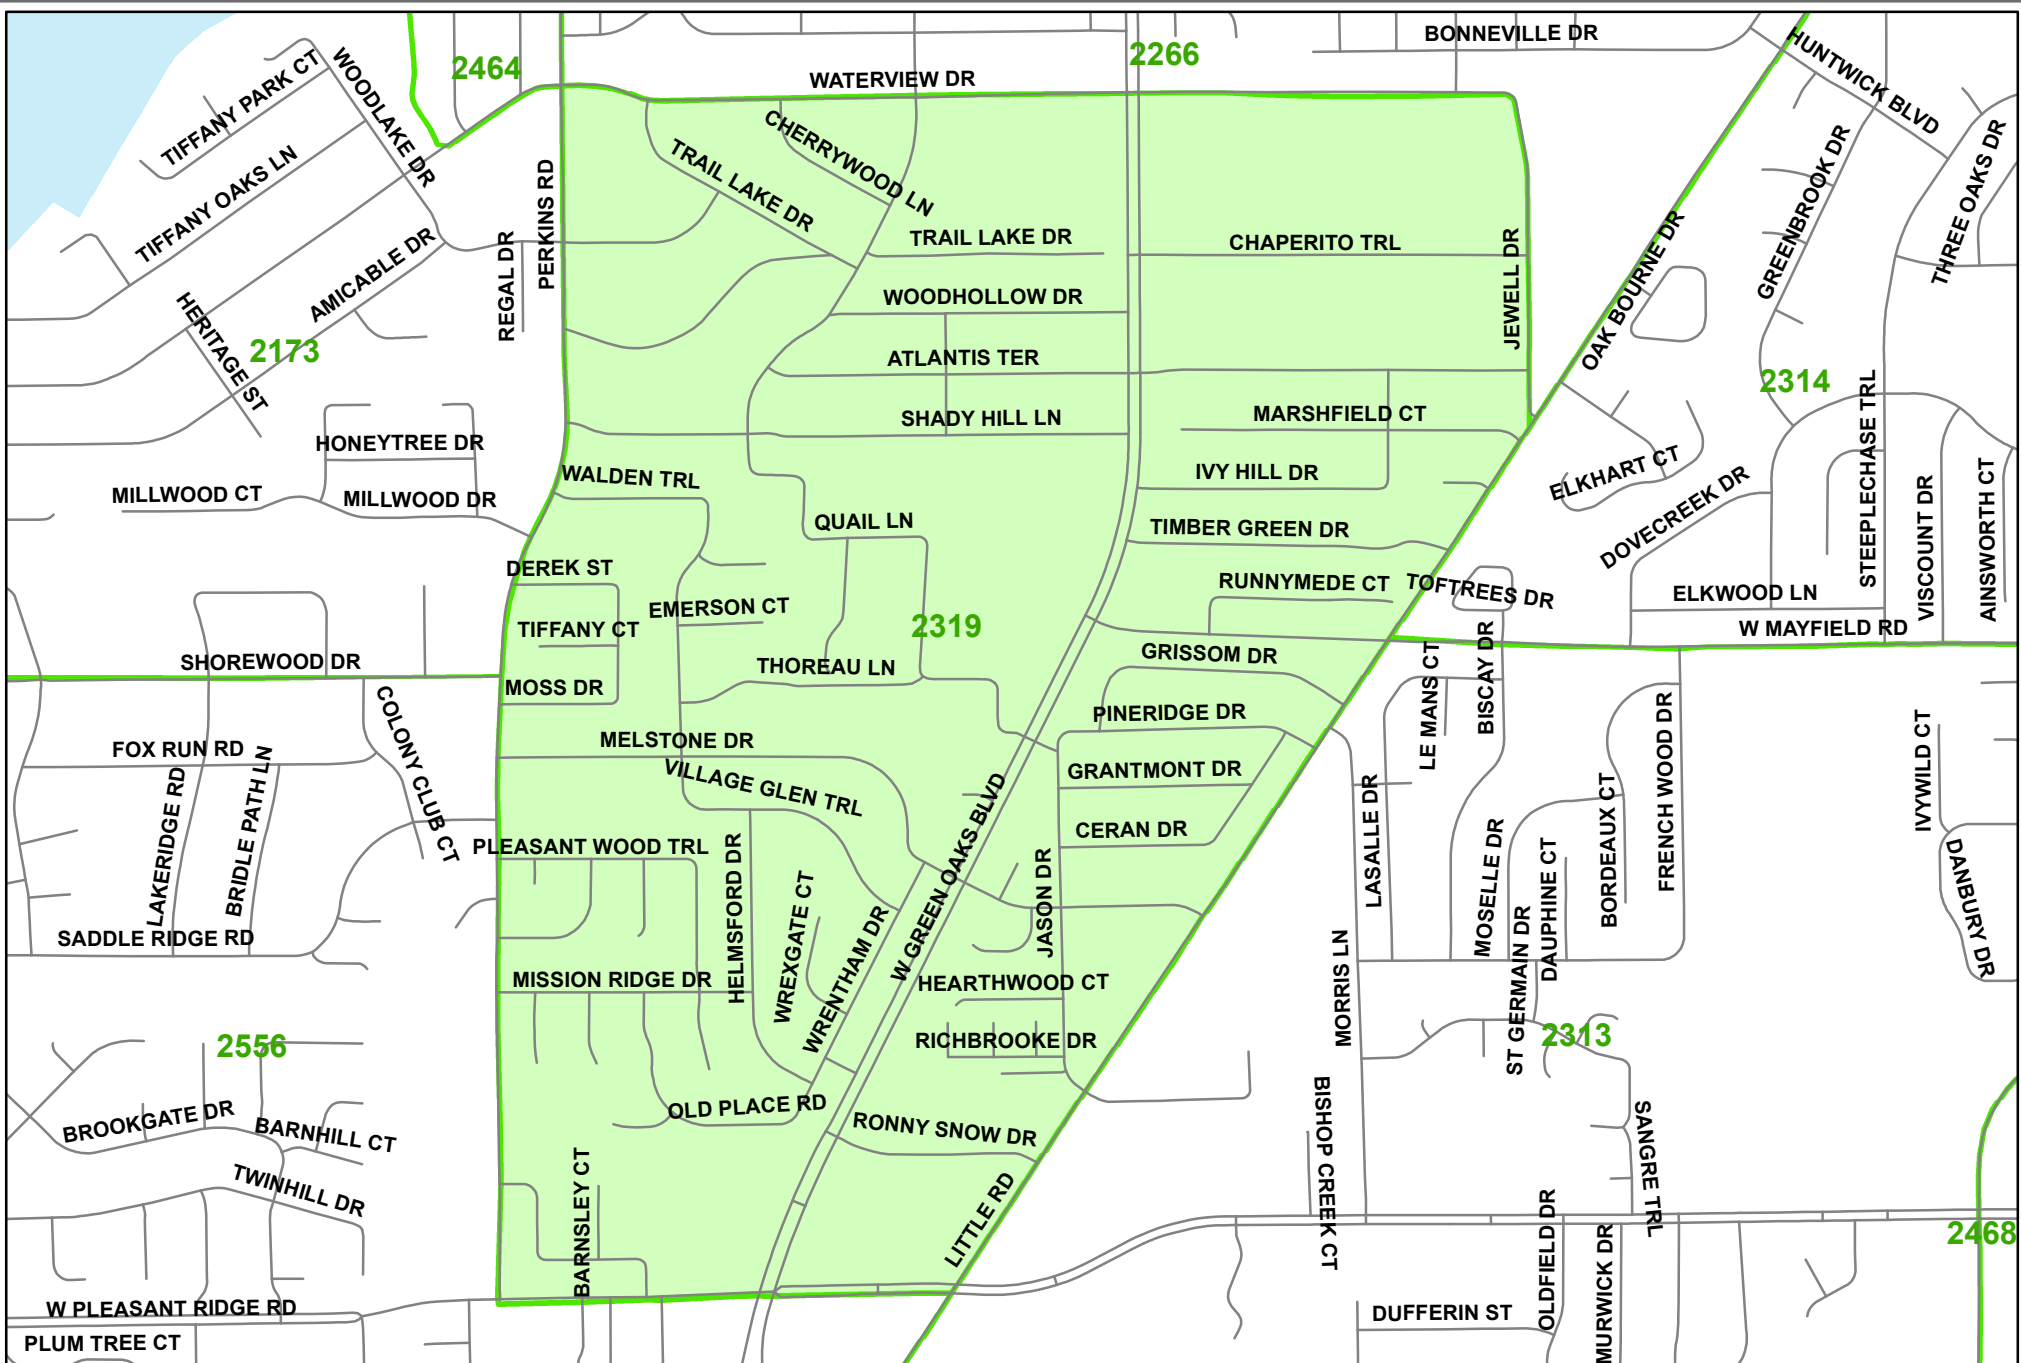 BONNEVILLE DR
HUNTWICK BLVD
2464
2266
WATERVIEW DR
TIFFANY PARK CT
WOODLAKE DR
TIFFANY OAKS LN
CHERRYWOOD LN
TRAIL LAKE DR
PERKINS RD
GREENBROOK DR
THREE OAKS DR
AMICABLE DR
REGAL DR
TRAIL LAKE DR
CHAPERITO TRL
JEWELL DR
OAK BOURNE DR
HERITAGE ST
2173
WOODHOLLOW DR
ATLANTIS TER
2314
SHADY HILL LN
MARSHFIELD CT
STEEPLECHASE TRL
HONEYTREE DR
WALDEN TRL
IVY HILL DR
ELKHART CT
MILLWOOD CT
MILLWOOD DR
QUAIL LN
TIMBER GREEN DR
DOVECREEK DR
VISCOUNT DR
AINSWORTH CT
DEREK ST
EMERSON CT
RUNNYMEDE CT
TOFTREES DR
ELKWOOD LN
TIFFANY CT
2319
W MAYFIELD RD
SHOREWOOD DR
THOREAU LN
GRISSOM DR
MOSS DR
COLONY CLUB CT
LE MANS CT
BISCAY DR
PINERIDGE DR
FRENCH WOOD DR
FOX RUN RD
MELSTONE DR
IVYWILD CT
LAKERIDGE RD
BRIDLE PATH LN
VILLAGE GLEN TRL
GRANTMONT DR
LASALLE DR
BORDEAUX CT
CERAN DR
PLEASANT WOOD TRL
HELMSFORD DR
WREXGATE CT
WRENTHAM DR
W GREEN OAKS BLVD
JASON DR
MOSELLE DR
DAUPHINE CT
DANBURY DR
SADDLE RIDGE RD
MISSION RIDGE DR
HEARTHWOOD CT
MORRIS LN
ST GERMAIN DR
2556
RICHBROOKE DR
2313
BROOKGATE DR
BARNHILL CT
OLD PLACE RD
RONNY SNOW DR
BISHOP CREEK CT
SANGRE TRL
TWINHILL DR
BARNSLEY CT
LITTLE RD
OLDFIELD DR
MURWICK DR
2468
W PLEASANT RIDGE RD
DUFFERIN ST
PLUM TREE CT